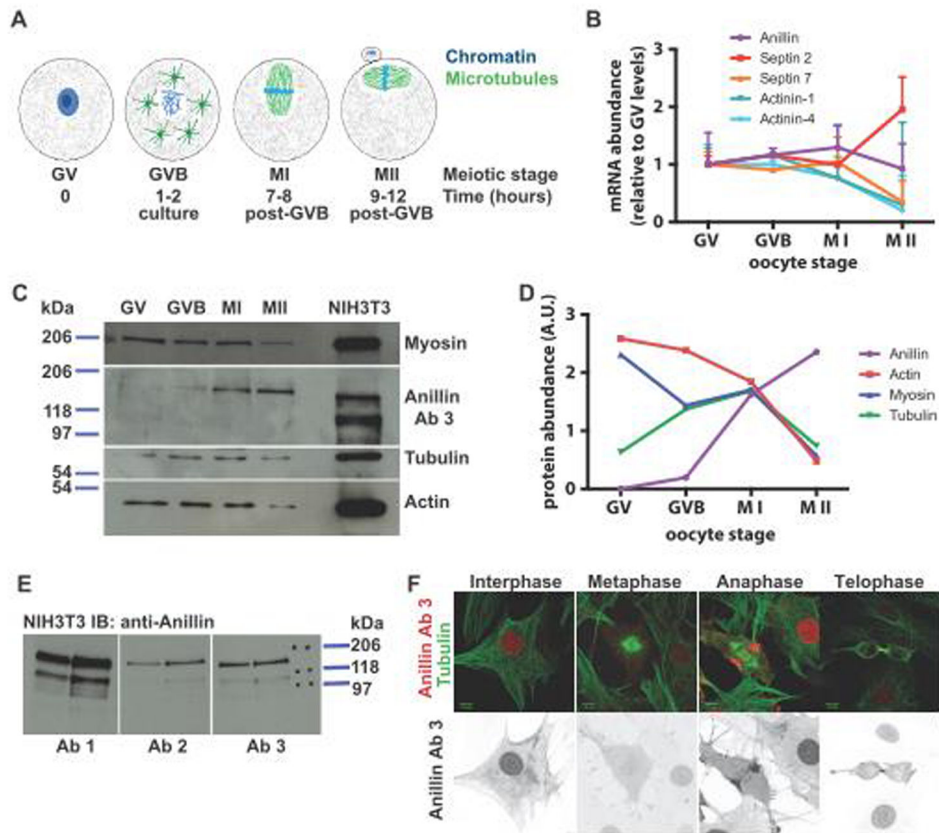 A
Chromatin
Microtubules
GV GVB MI MII Meiotic stage
0 1-2 7-8 9-12 Time (hours)
culture post-GVB post-GVB
B
Anillin
Septin 2
Septin 7
Actinin-1
Actinin-4
mRNA abundance
(relative to GV levels)
3
2
1
0
GV GVB M I M II
oocyte stage
C
kDa GV GVB MI MII NIH3T3
206 Myosin
206
Anillin
118 Ab 3
97
Tubulin
54
54
Actin
D
protein abundance (A.U.)
3
2
1
0
GV GVB M I M II
oocyte stage
Anillin
Actin
Myosin
Tubulin
E
NIH3T3 IB: anti-Anillin kDa
206
118
97
Ab 1 Ab 2 Ab 3
F
Interphase Metaphase Anaphase Telophase
Anillin Ab 3
Tubulin
Anillin Ab 3